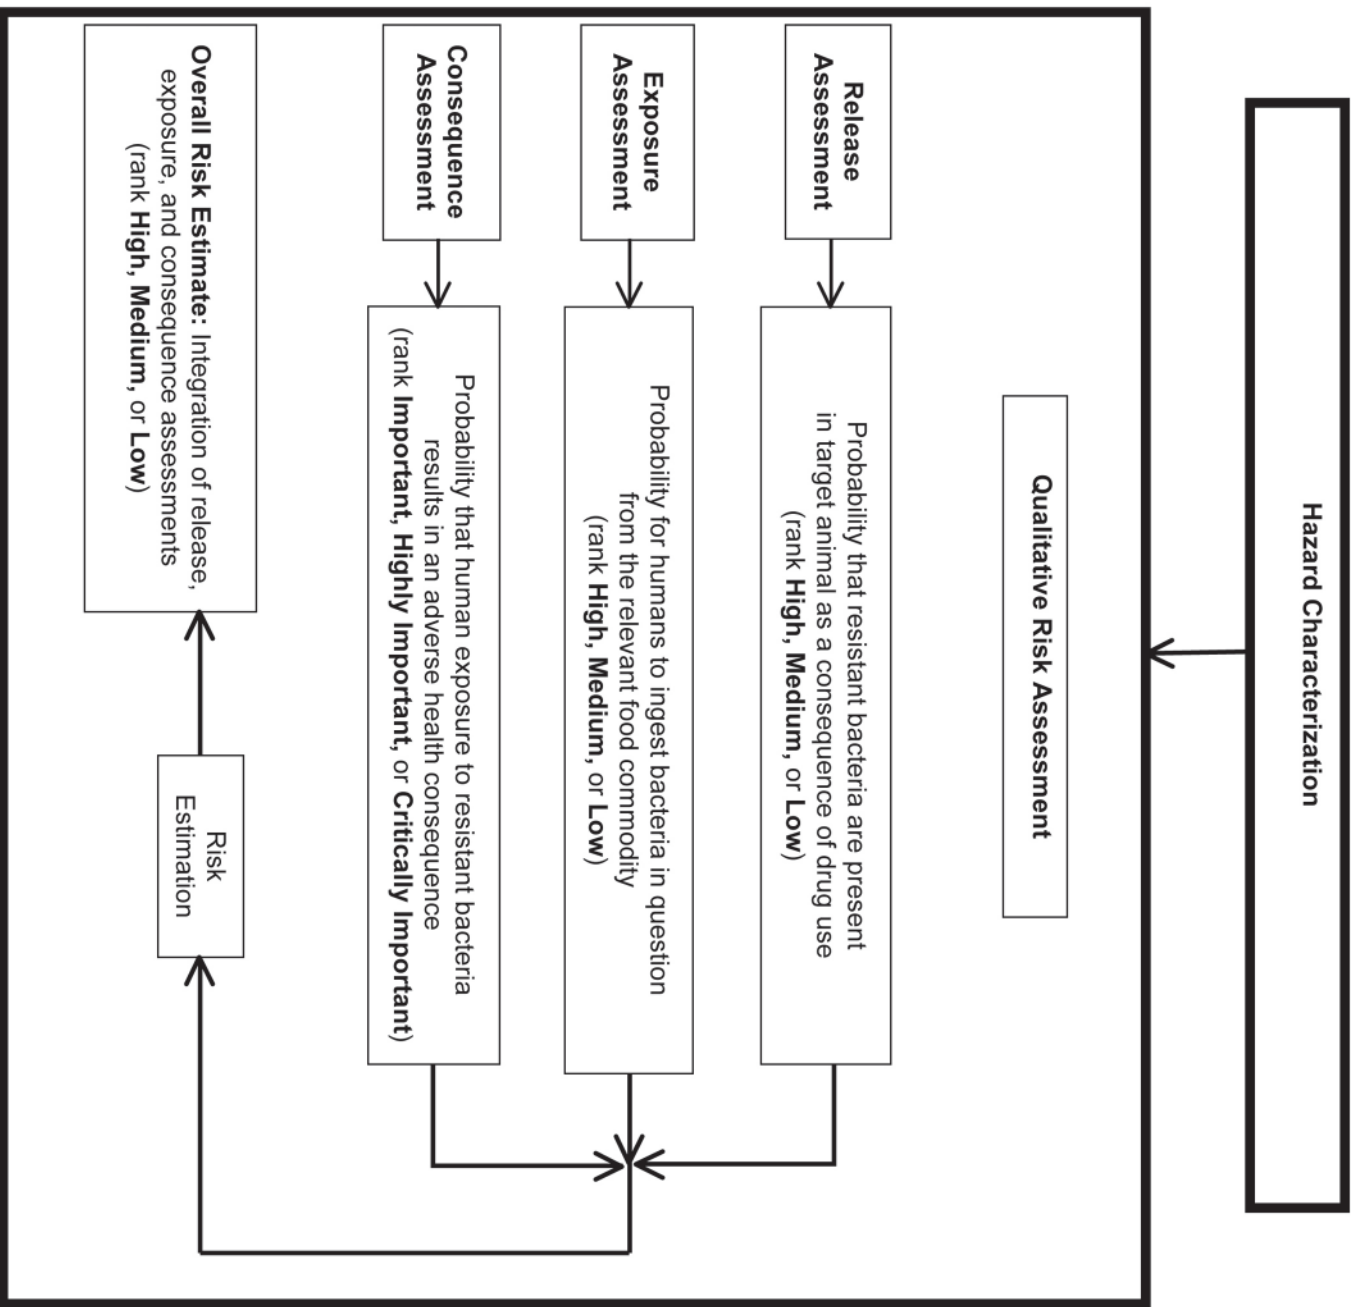 Hazard Characterization
Qualitative Risk Assessment
Release
Assessment
Probability that resistant bacteria are present
in target animal as a consequence of drug use
(rank High, Medium, or Low)
Exposure
Assessment
Probability for humans to ingest bacteria in question
from the relevant food commodity
(rank High, Medium, or Low)
Consequence
Assessment
Probability that human exposure to resistant bacteria
results in an adverse health consequence
(rank Important, Highly Important, or Critically Important)
Overall Risk Estimate: Integration of release,
exposure, and consequence assessments
(rank High, Medium, or Low)
Risk
Estimation